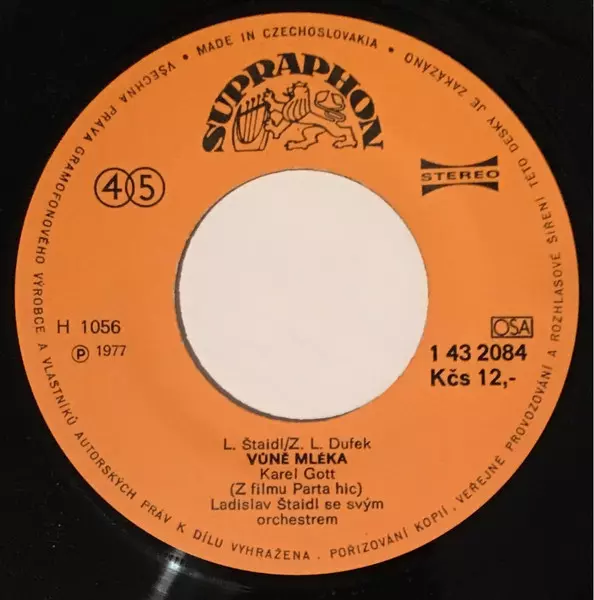 VŠECHNA PRÁVA GRAMOFONOVÉHO VÝROBCE A VLASTNÍKŮ AUTORSKÝCH PRÁV K DÍLU VYHRAŽENA. POŘIZOVÁNÍ KOPIÍ, VEŘEJNÉ PROVOZOVÁNÍ A ROZHLASOVÉ ŠÍŘENÍ TÉTO DESKY JE ZAKÁZÁNO • MADE IN CZECHOSLOVAKIA •
SUPRAPHON
45
STEREO
H 1056
Ⓟ 1977
OSA
1 43 2084
Kčs 12,-
L. Štaidl/Z. L. Dufek
VŮNĚ MLÉKA
Karel Gott
(Z filmu Parta hic)
Ladislav Štaidl se svým
orchestrem